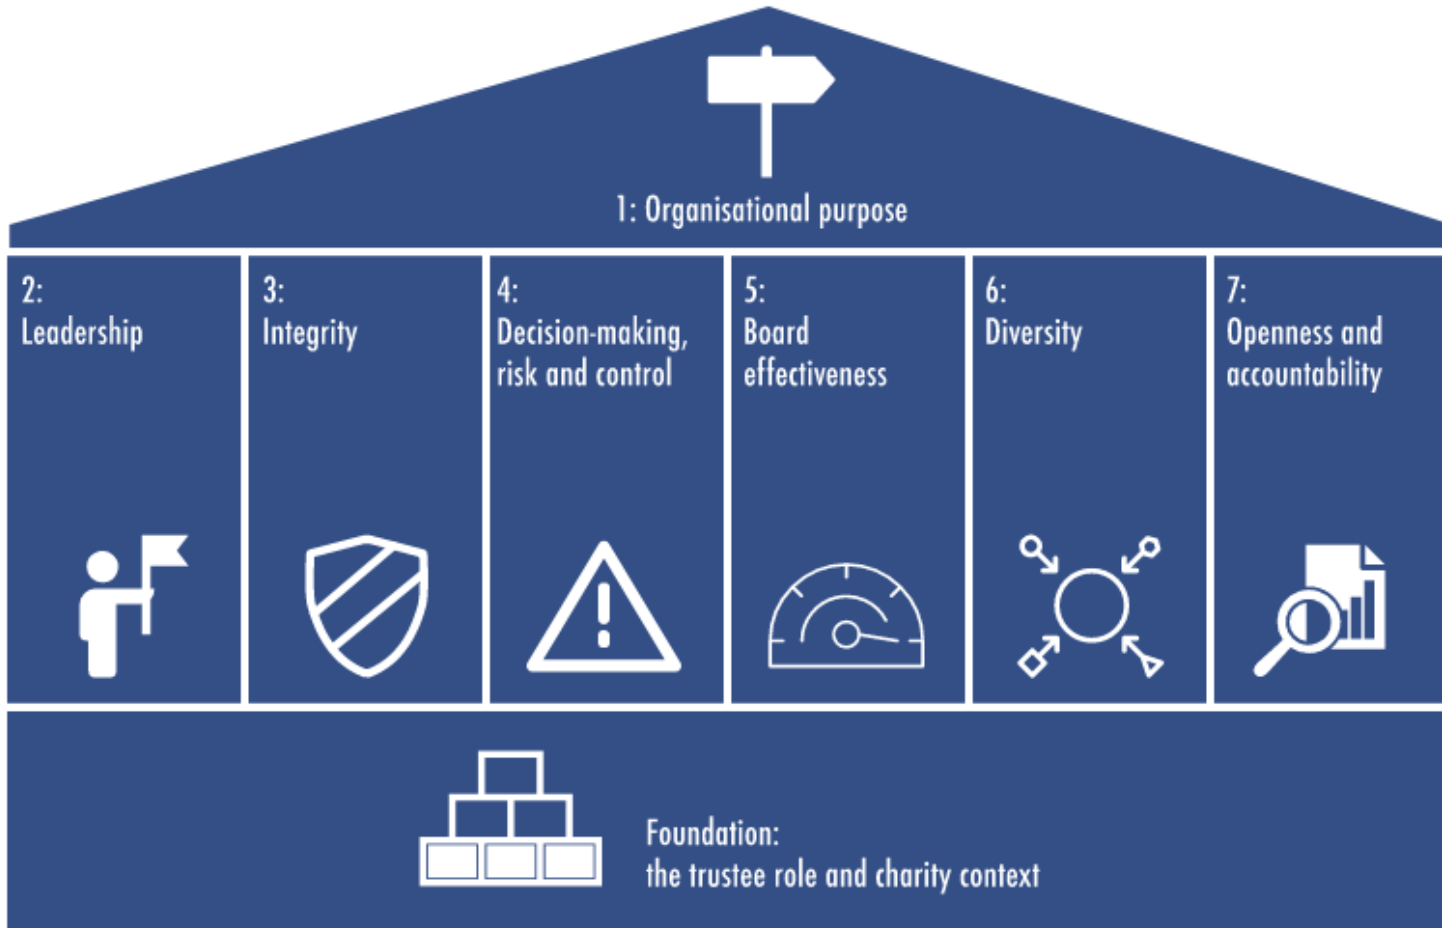 1: Organisational purpose
2:
Leadership
3:
Integrity
4:
Decision-making,
risk and control
5:
Board
effectiveness
6:
Diversity
7:
Openness and
accountability
Foundation:
the trustee role and charity context